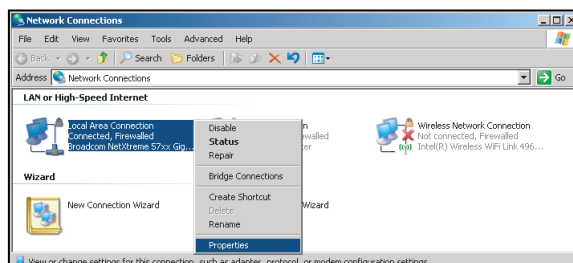 Network Connections
File Edit View Favorites Tools Advanced Help
Back Search Folders
Address Network Connections Go
LAN or High-Speed Internet
Local Area Connection
Connected, Firewalled
Broadcom NetXtreme 57xx Gig...
Disable
Status
Repair
Bridge Connections
Create Shortcut
Delete
Rename
Properties
n
ewalled
ter
Wireless Network Connection
Not connected, Firewalled
Intel(R) Wireless WiFi Link 496...
Wizard
New Connection Wizard
Wizard
View or change settings for this connection, such as adapter, protocol, or modem configuration settings.